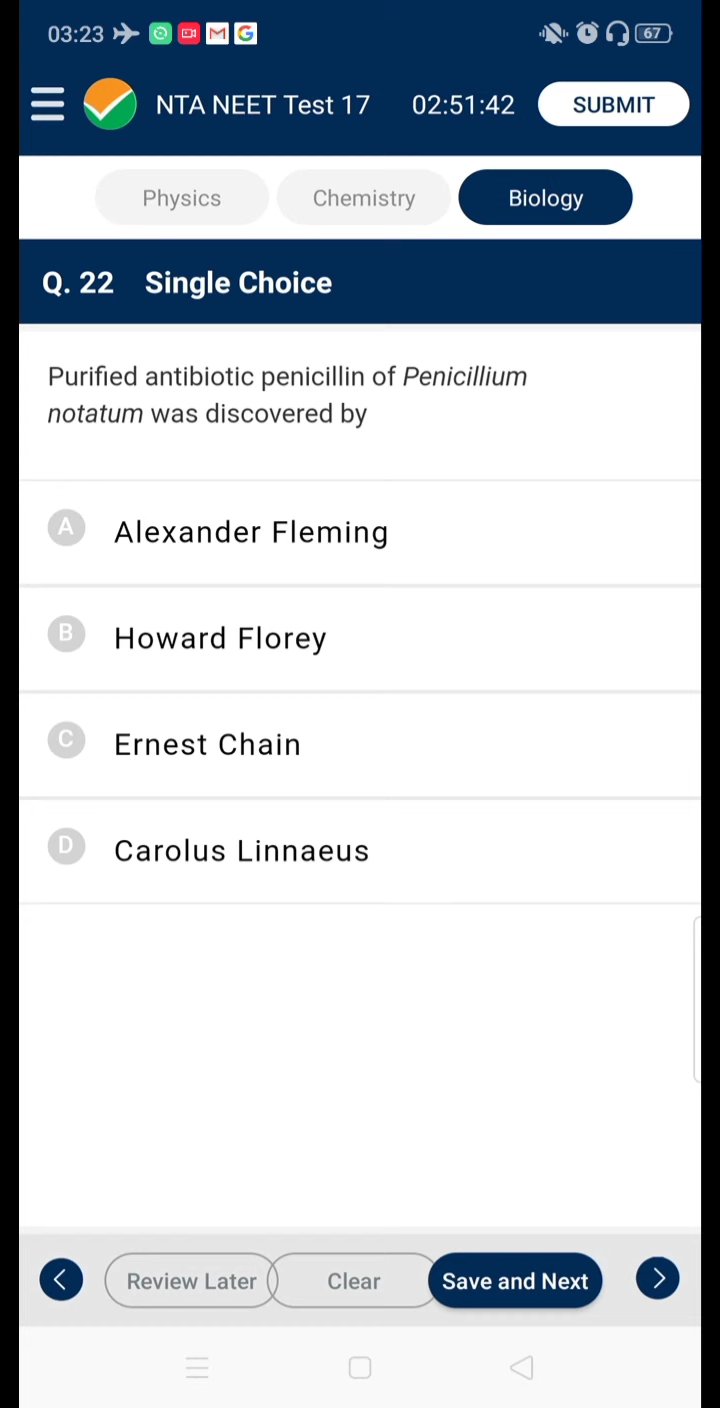 03:23 67
NTA NEET Test 17 02:51:42 SUBMIT
Physics Chemistry Biology
Q. 22 Single Choice
Purified antibiotic penicillin of Penicillium
notatum was discovered by
A Alexander Fleming
B Howard Florey
C Ernest Chain
D Carolus Linnaeus
Review Later Clear Save and Next